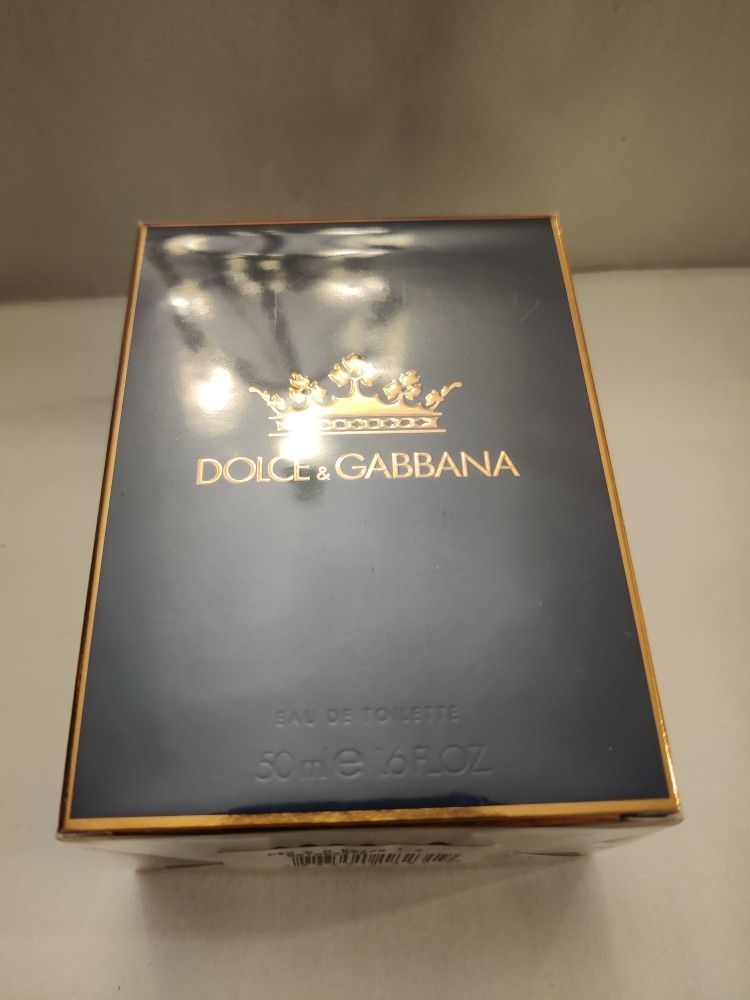 DOLCE & GABBANA
EAU DE TOILETTE
50 ml e 1.6 FL.OZ